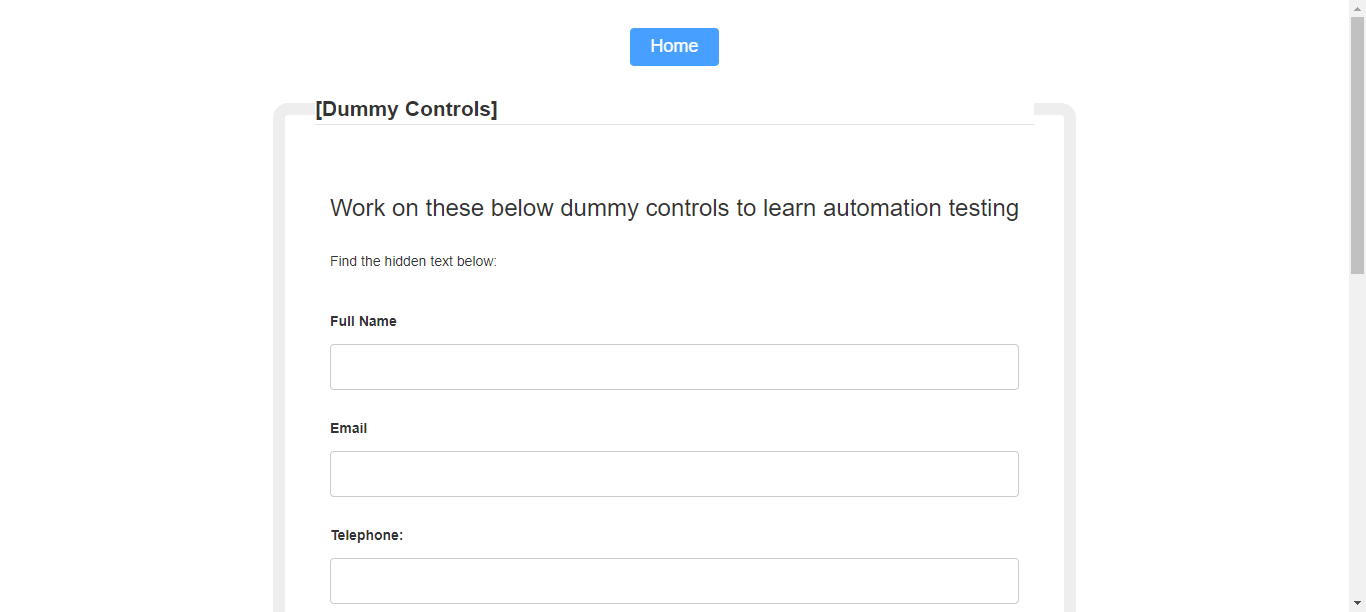 Home
[Dummy Controls]
Work on these below dummy controls to learn automation testing
Find the hidden text below:
Full Name
Email
Telephone: